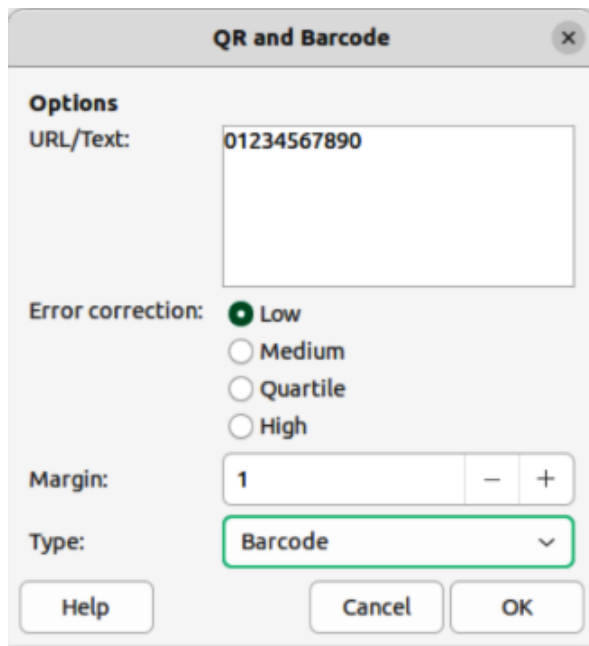 QR and Barcode
Options
URL/Text:
01234567890
Error correction:
Low
Medium
Quartile
High
Margin:
1
Type:
Barcode
Help
Cancel
OK